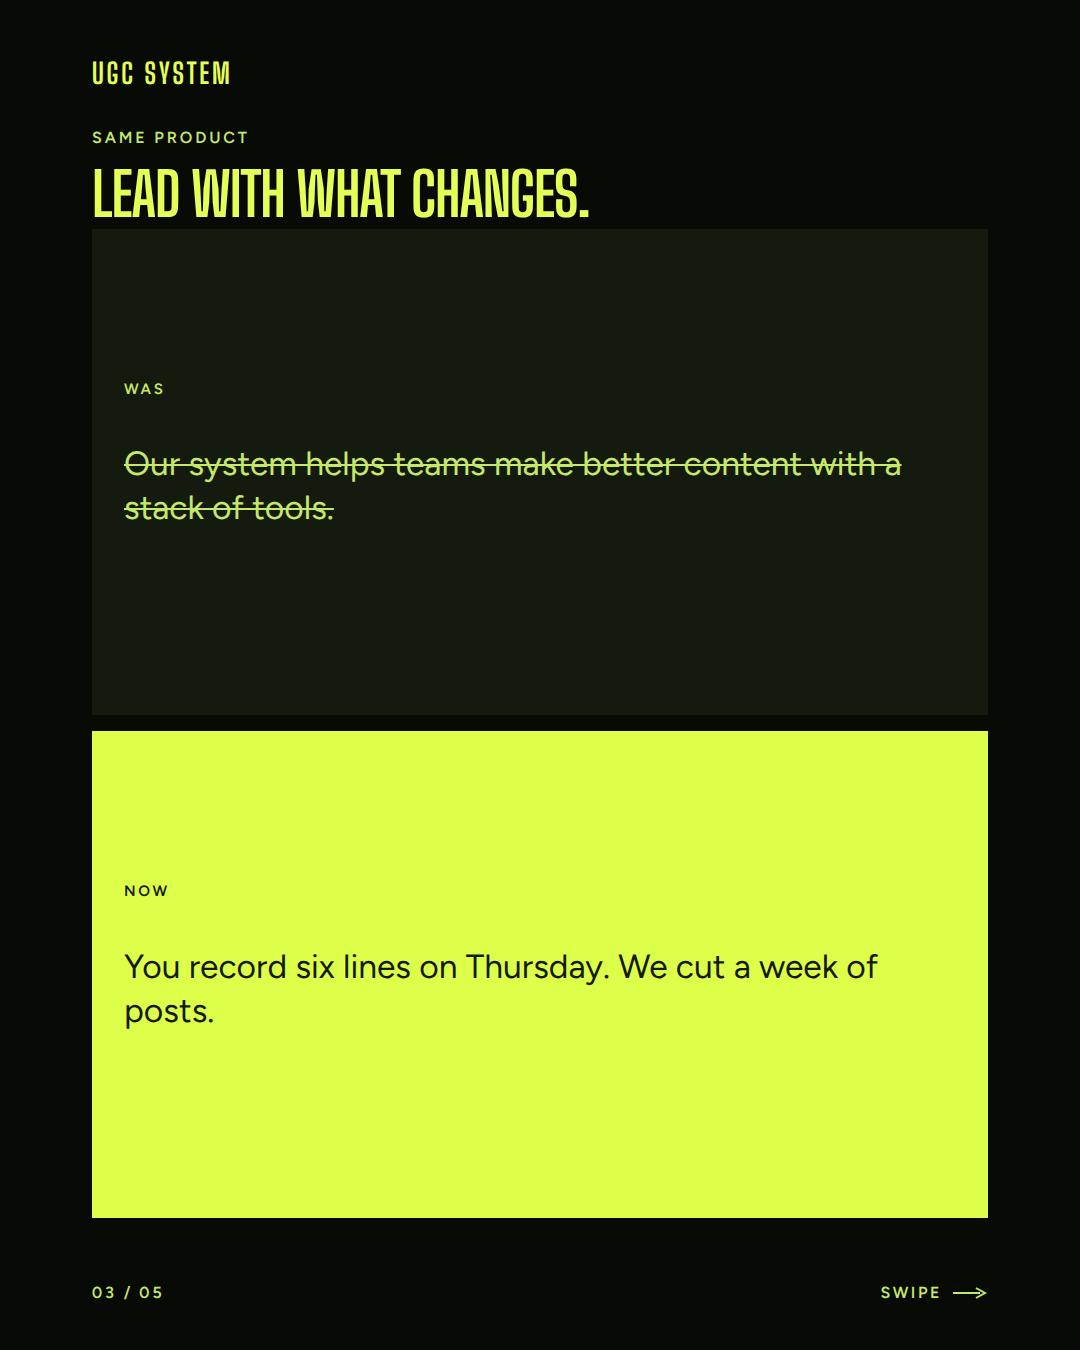 UGC SYSTEM
SAME PRODUCT
LEAD WITH WHAT CHANGES.
WAS
Our system helps teams make better content with a
stack of tools.
NOW
You record six lines on Thursday. We cut a week of
posts.
03 / 05
SWIPE